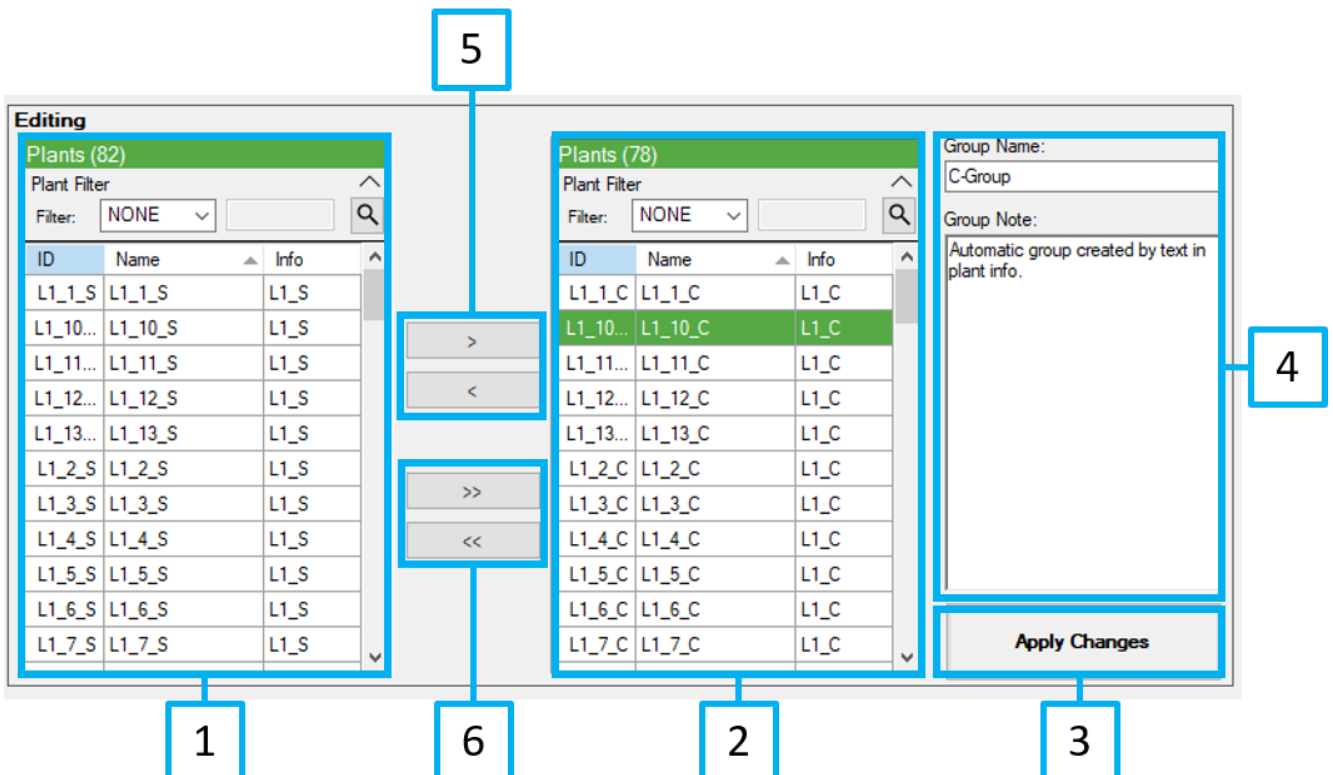 5
Editing
Plants (82)
Plant Filter
Filter: NONE
ID Name Info
L1_1_S L1_1_S L1_S
L1_10... L1_10_S L1_S
L1_11... L1_11_S L1_S
L1_12... L1_12_S L1_S
L1_13... L1_13_S L1_S
L1_2_S L1_2_S L1_S
L1_3_S L1_3_S L1_S
L1_4_S L1_4_S L1_S
L1_5_S L1_5_S L1_S
L1_6_S L1_6_S L1_S
L1_7_S L1_7_S L1_S
>
<
>>
<<
Plants (78)
Plant Filter
Filter: NONE
ID Name Info
L1_1_C L1_1_C L1_C
L1_10... L1_10_C L1_C
L1_11... L1_11_C L1_C
L1_12... L1_12_C L1_C
L1_13... L1_13_C L1_C
L1_2_C L1_2_C L1_C
L1_3_C L1_3_C L1_C
L1_4_C L1_4_C L1_C
L1_5_C L1_5_C L1_C
L1_6_C L1_6_C L1_C
L1_7_C L1_7_C L1_C
Group Name:
C-Group
Group Note:
Automatic group created by text in
plant info.
4
Apply Changes
1
6
2
3